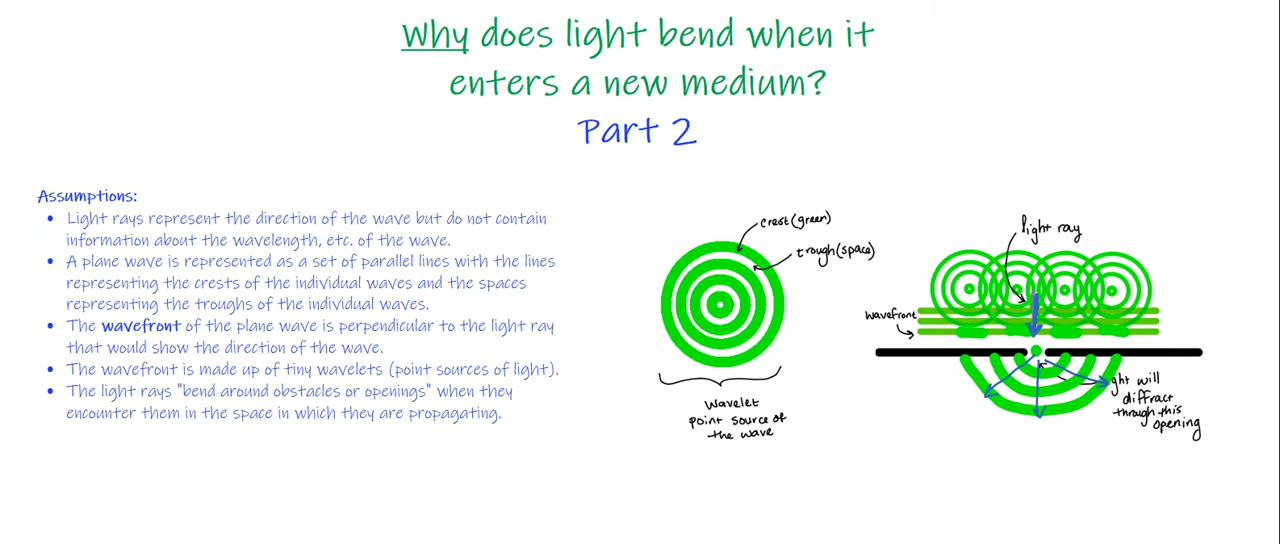 Why does light bend when it
enters a new medium?
Part 2
Assumptions:
• Light rays represent the direction of the wave but do not contain
information about the wavelength, etc. of the wave.
• A plane wave is represented as a set of parallel lines with the lines
representing the crests of the individual waves and the spaces
representing the troughs of the individual waves.
• The wavefront of the plane wave is perpendicular to the light ray
that would show the direction of the wave.
• The wavefront is made up of tiny wavelets (point sources of light).
• The light rays "bend around obstacles or openings" when they
encounter them in the space in which they are propagating.
crest (green)
trough (space)
Wavelet
point source of
the wave
light ray
wavefront
ght will
diffract
through this
opening